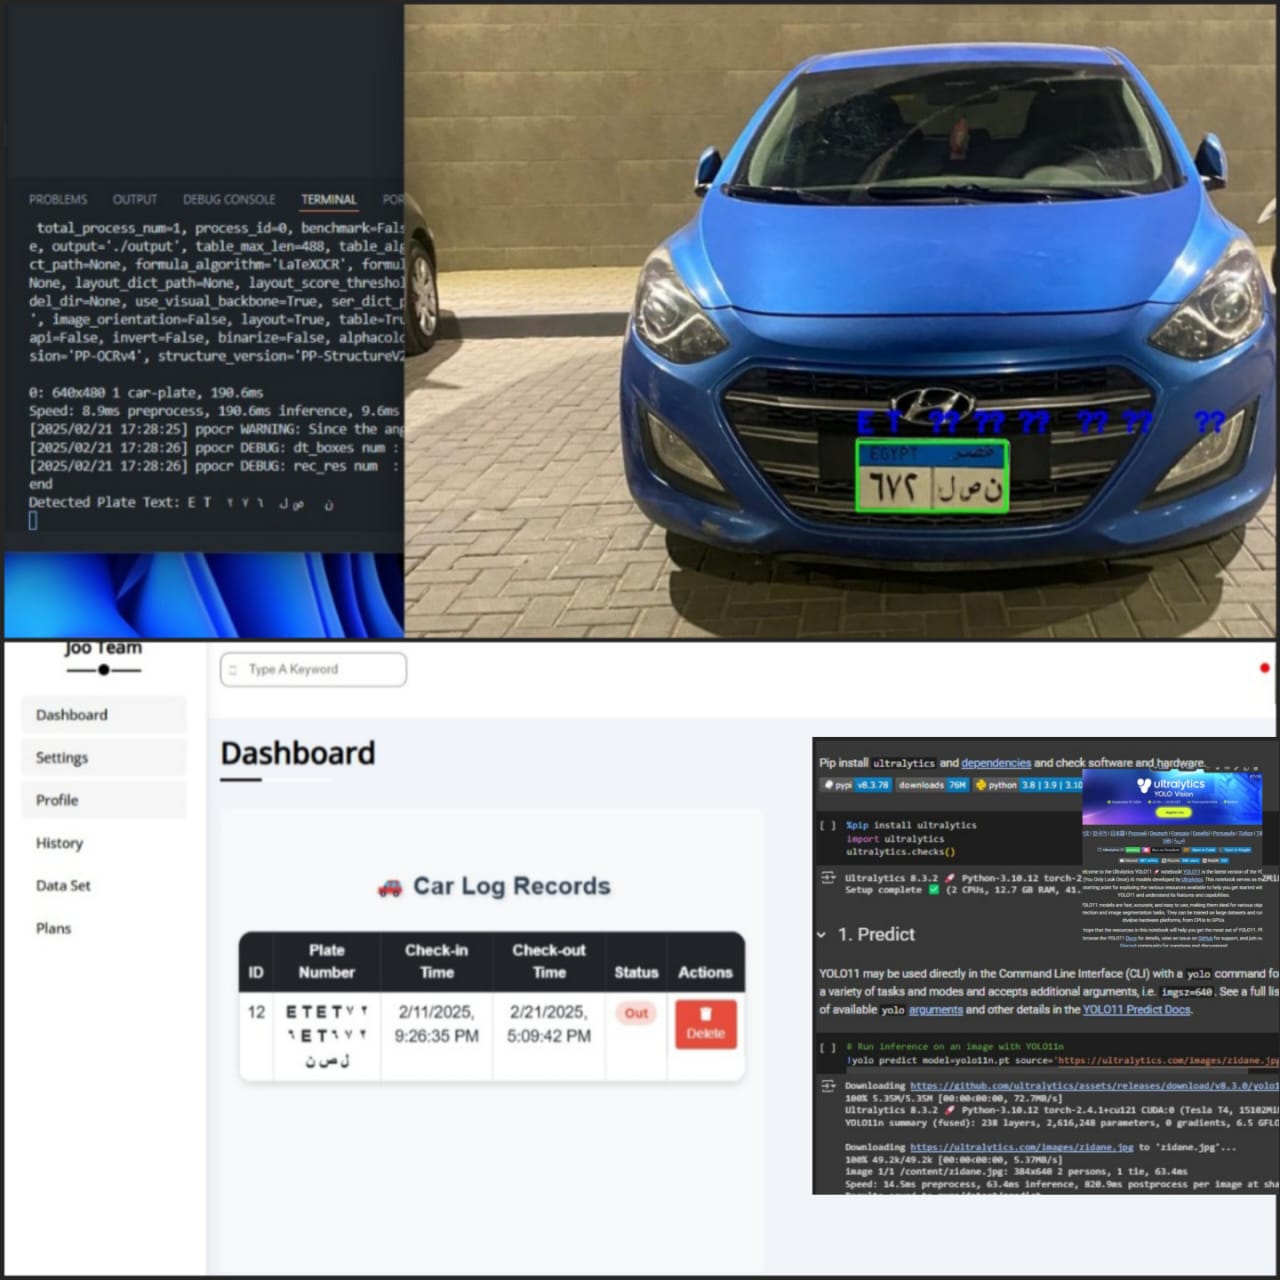 PROBLEMS OUTPUT DEBUG CONSOLE TERMINAL POR
total_process_num=1, process_id=0, benchmark=Fals
e, output='./output', table_max_len=488, table_alg
ct_path=None, formula_algorithm='LaTeXOCR', formul
None, layout_dict_path=None, layout_score_threshol
del_dir=None, use_visual_backbone=True, ser_dict_p
', image_orientation=False, layout=True, table=Tru
api=False, invert=False, binarize=False, alphacolo
sion='PP-OCRv4', structure_version='PP-StructureV2
0: 640x480 1 car-plate, 190.6ms
Speed: 8.9ms preprocess, 190.6ms inference, 9.6ms
[2025/02/21 17:28:25] ppocr WARNING: Since the ang
[2025/02/21 17:28:26] ppocr DEBUG: dt_boxes num :
[2025/02/21 17:28:26] ppocr DEBUG: rec_res num :
end
Detected Plate Text: E T ٢ ٧ ٦ ل ص ن
E T ?? ?? ?? ?? ?? ??
EGYPT مصر
٦٧٢ ن ص ل
Joo Team
Type A Keyword
Dashboard
Settings
Profile
History
Data Set
Plans
Dashboard
Car Log Records
ID Plate Number Check-in Time Check-out Time Status Actions
12 E T E T ٧ ٢ 2/11/2025, 2/21/2025, Out
٦ E T ٦ ٧ ٢ 9:26:35 PM 5:09:42 PM Delete
ل ص ن
Pip install ultralytics and dependencies and check software and hardware.
pypi v8.3.78 downloads 76M python 3.8 | 3.9 | 3.10
[ ] %pip install ultralytics
import ultralytics
ultralytics.checks()
Ultralytics 8.3.2 🚀 Python-3.10.12 torch-2
Setup complete ✅ (2 CPUs, 12.7 GB RAM, 41.
ultralytics
YOLO Vision
1. Predict
YOLO11 may be used directly in the Command Line Interface (CLI) with a yolo command fo
a variety of tasks and modes and accepts additional arguments, i.e. imgsz=640. See a full lis
of available yolo arguments and other details in the YOLO11 Predict Docs.
[ ] # Run inference on an image with YOLO11n
!yolo predict model=yolo11n.pt source='https://ultralytics.com/images/zidane.jpg
Downloading https://github.com/ultralytics/assets/releases/download/v8.3.0/yolo1
100% 5.35M/5.35M [00:00<00:00, 72.7MB/s]
Ultralytics 8.3.2 🚀 Python-3.10.12 torch-2.4.1+cu121 CUDA:0 (Tesla T4, 15102Mi
YOLO11n summary (fused): 238 layers, 2,616,248 parameters, 0 gradients, 6.5 GFLO
Downloading https://ultralytics.com/images/zidane.jpg to 'zidane.jpg'...
100% 49.2k/49.2k [00:00<00:00, 5.37MB/s]
image 1/1 /content/zidane.jpg: 384x640 2 persons, 1 tie, 63.4ms
Speed: 14.5ms preprocess, 63.4ms inference, 820.9ms postprocess per image at sha